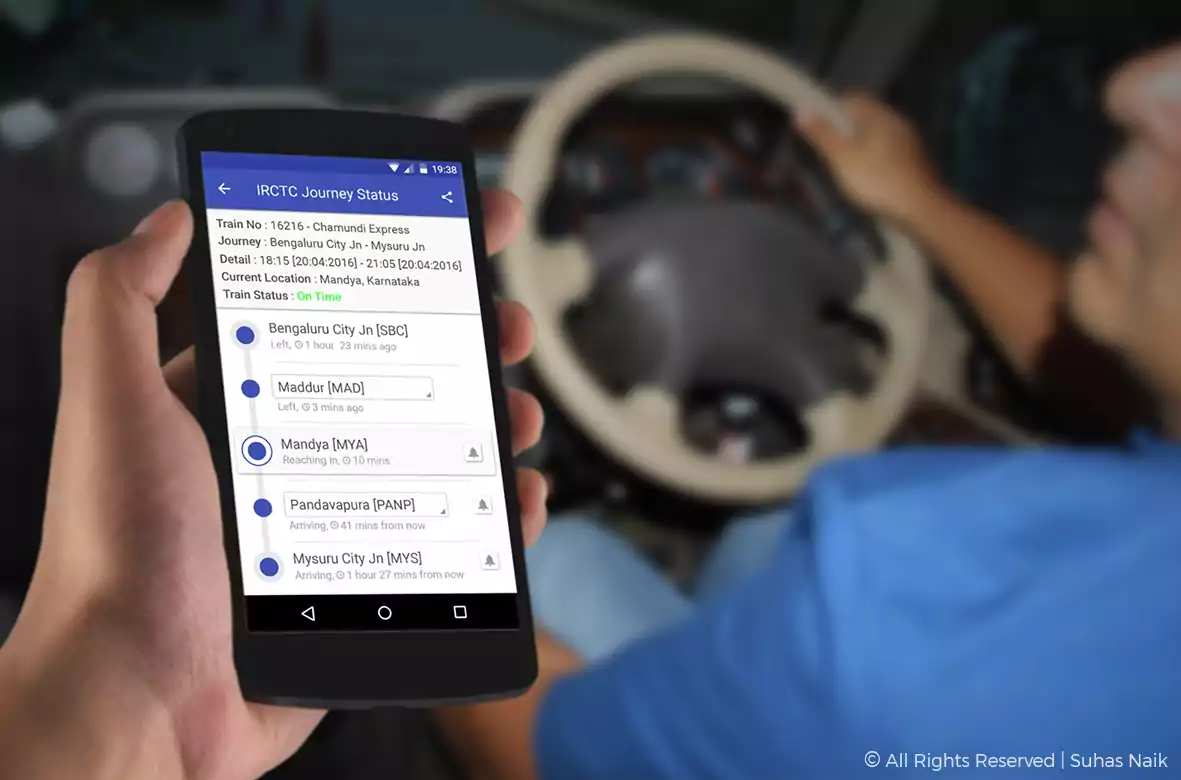 19:38
IRCTC Journey Status
Train No : 16216 - Chamundi Express
Journey : Bengaluru City Jn - Mysuru Jn
Detail : 18:15 [20:04:2016] - 21:05 [20:04:2016]
Current Location : Mandya, Karnataka
Train Status : On Time
Bengaluru City Jn [SBC]
Left, 1 hour 23 mins ago
Maddur [MAD]
Left, 3 mins ago
Mandya [MYA]
Reaching in, 10 mins
Pandavapura [PANP]
Arriving, 41 mins from now
Mysuru City Jn [MYS]
Arriving, 1 hour 27 mins from now
© All Rights Reserved | Suhas Naik